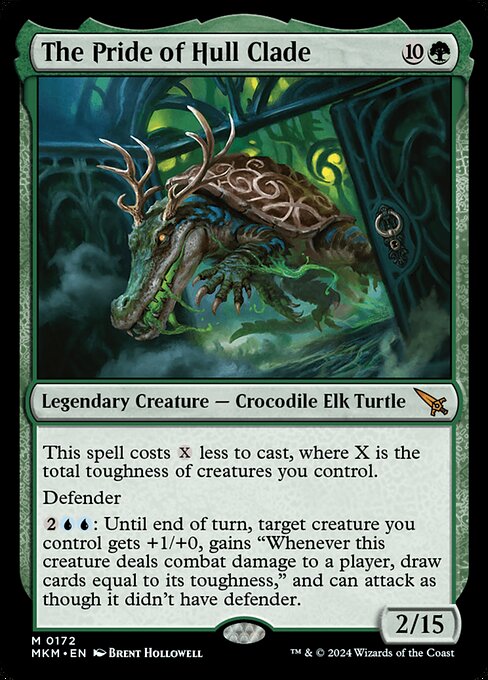 The Pride of Hull Clade 10
Legendary Creature — Crocodile Elk Turtle
This spell costs X less to cast, where X is the
total toughness of creatures you control.
Defender
2: Until end of turn, target creature you
control gets +1/+0, gains “Whenever this
creature deals combat damage to a player, draw
cards equal to its toughness,” and can attack as
though it didn’t have defender.
2/15
M 0172
MKM • EN Brent Hollowell
™ & © 2024 Wizards of the Coast